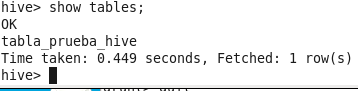 hive> show tables;
OK
tabla_prueba_hive
Time taken: 0.449 seconds, Fetched: 1 row(s)
hive>